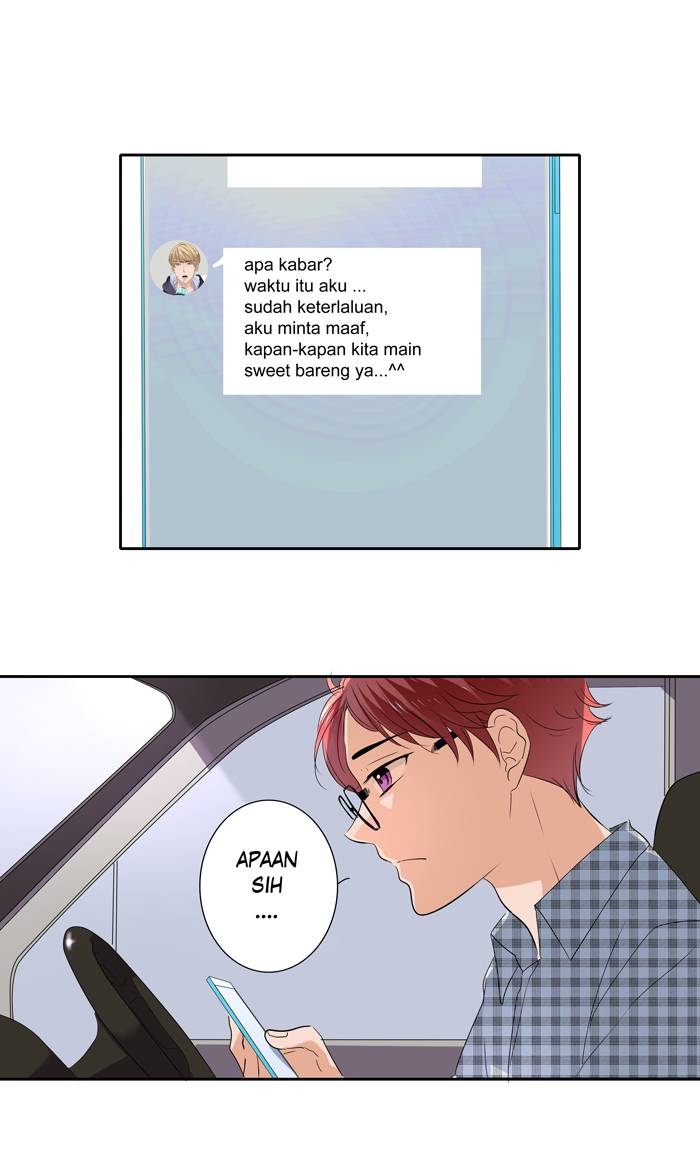 apa kabar?
waktu itu aku ...
sudah keterlaluan,
aku minta maaf,
kapan-kapan kita main
sweet bareng ya...^^
APAAN
SIH
....